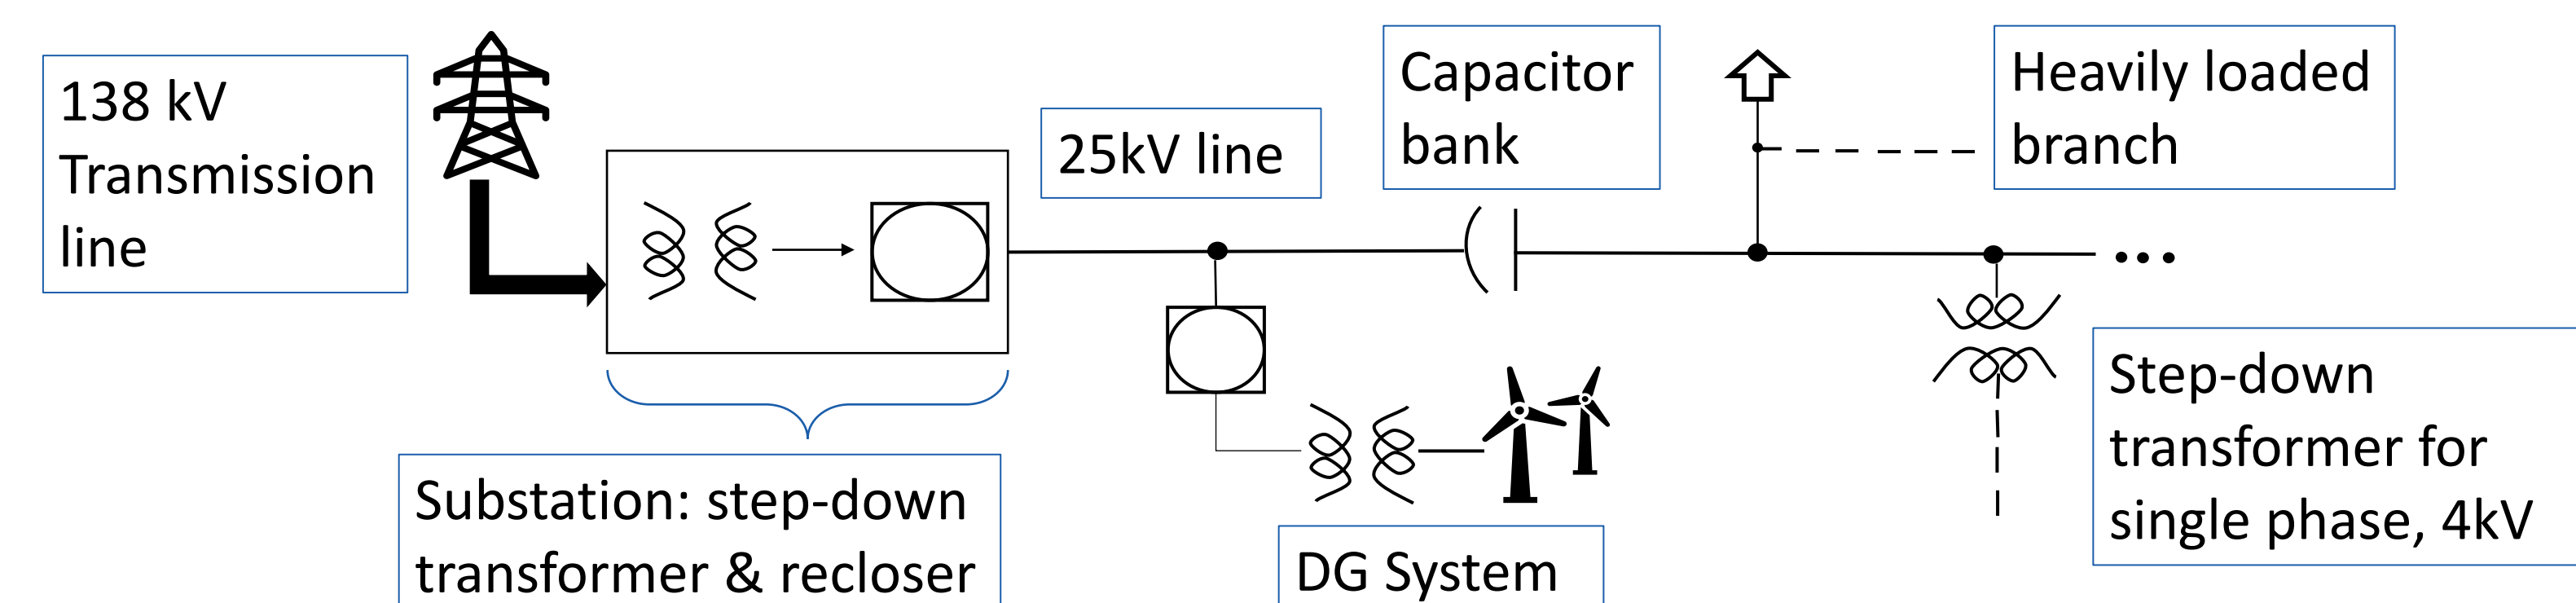 138 kV
Transmission
line
25kV line
Capacitor
bank
Heavily loaded
branch
Substation: step-down
transformer & recloser
DG System
Step-down
transformer for
single phase, 4kV